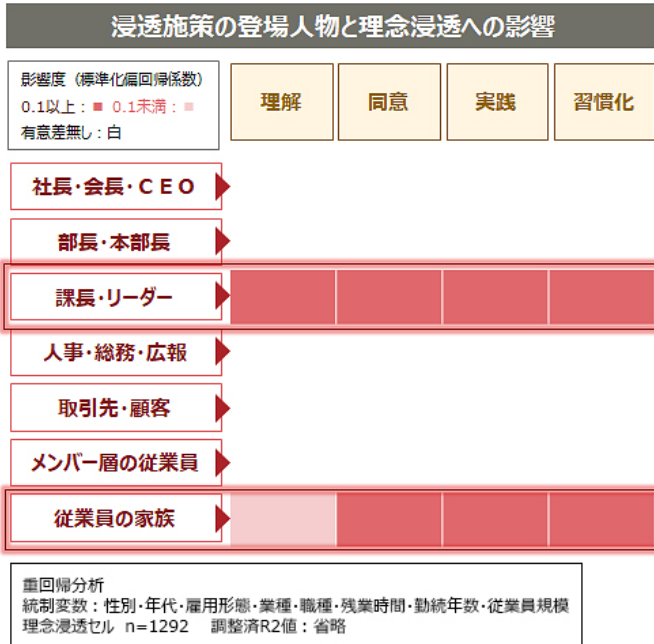 浸透施策の登場人物と理念浸透への影響
影響度（標準化偏回帰係数）
0.1以上：■ 0.1未満：■
有意差無し：白
理解 同意 実践 習慣化
社長・会長・ＣＥＯ
部長・本部長
課長・リーダー
人事・総務・広報
取引先・顧客
メンバー層の従業員
従業員の家族
重回帰分析
統制変数：性別・年代・雇用形態・業種・職種・残業時間・勤続年数・従業員規模
理念浸透セル n=1292 調整済R2値：省略